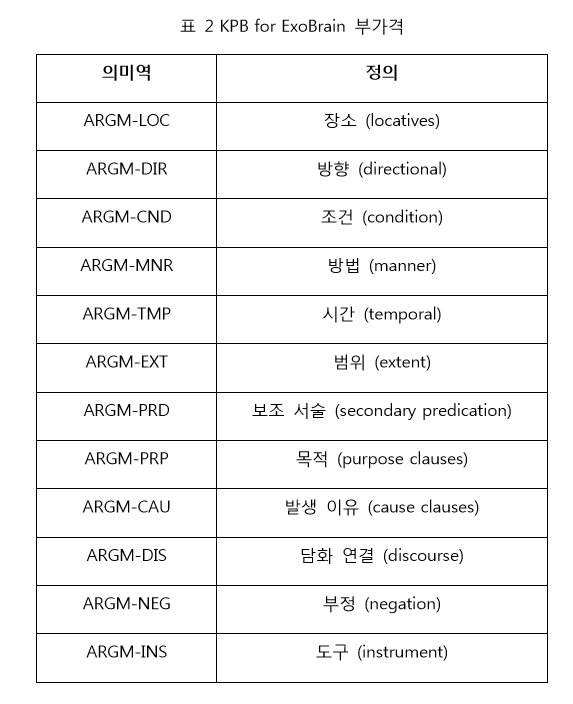 표 2 KPB for ExoBrain 부가격
의미역 정의
ARGM-LOC 장소 (locatives)
ARGM-DIR 방향 (directional)
ARGM-CND 조건 (condition)
ARGM-MNR 방법 (manner)
ARGM-TMP 시간 (temporal)
ARGM-EXT 범위 (extent)
ARGM-PRD 보조 서술 (secondary predication)
ARGM-PRP 목적 (purpose clauses)
ARGM-CAU 발생 이유 (cause clauses)
ARGM-DIS 담화 연결 (discourse)
ARGM-NEG 부정 (negation)
ARGM-INS 도구 (instrument)